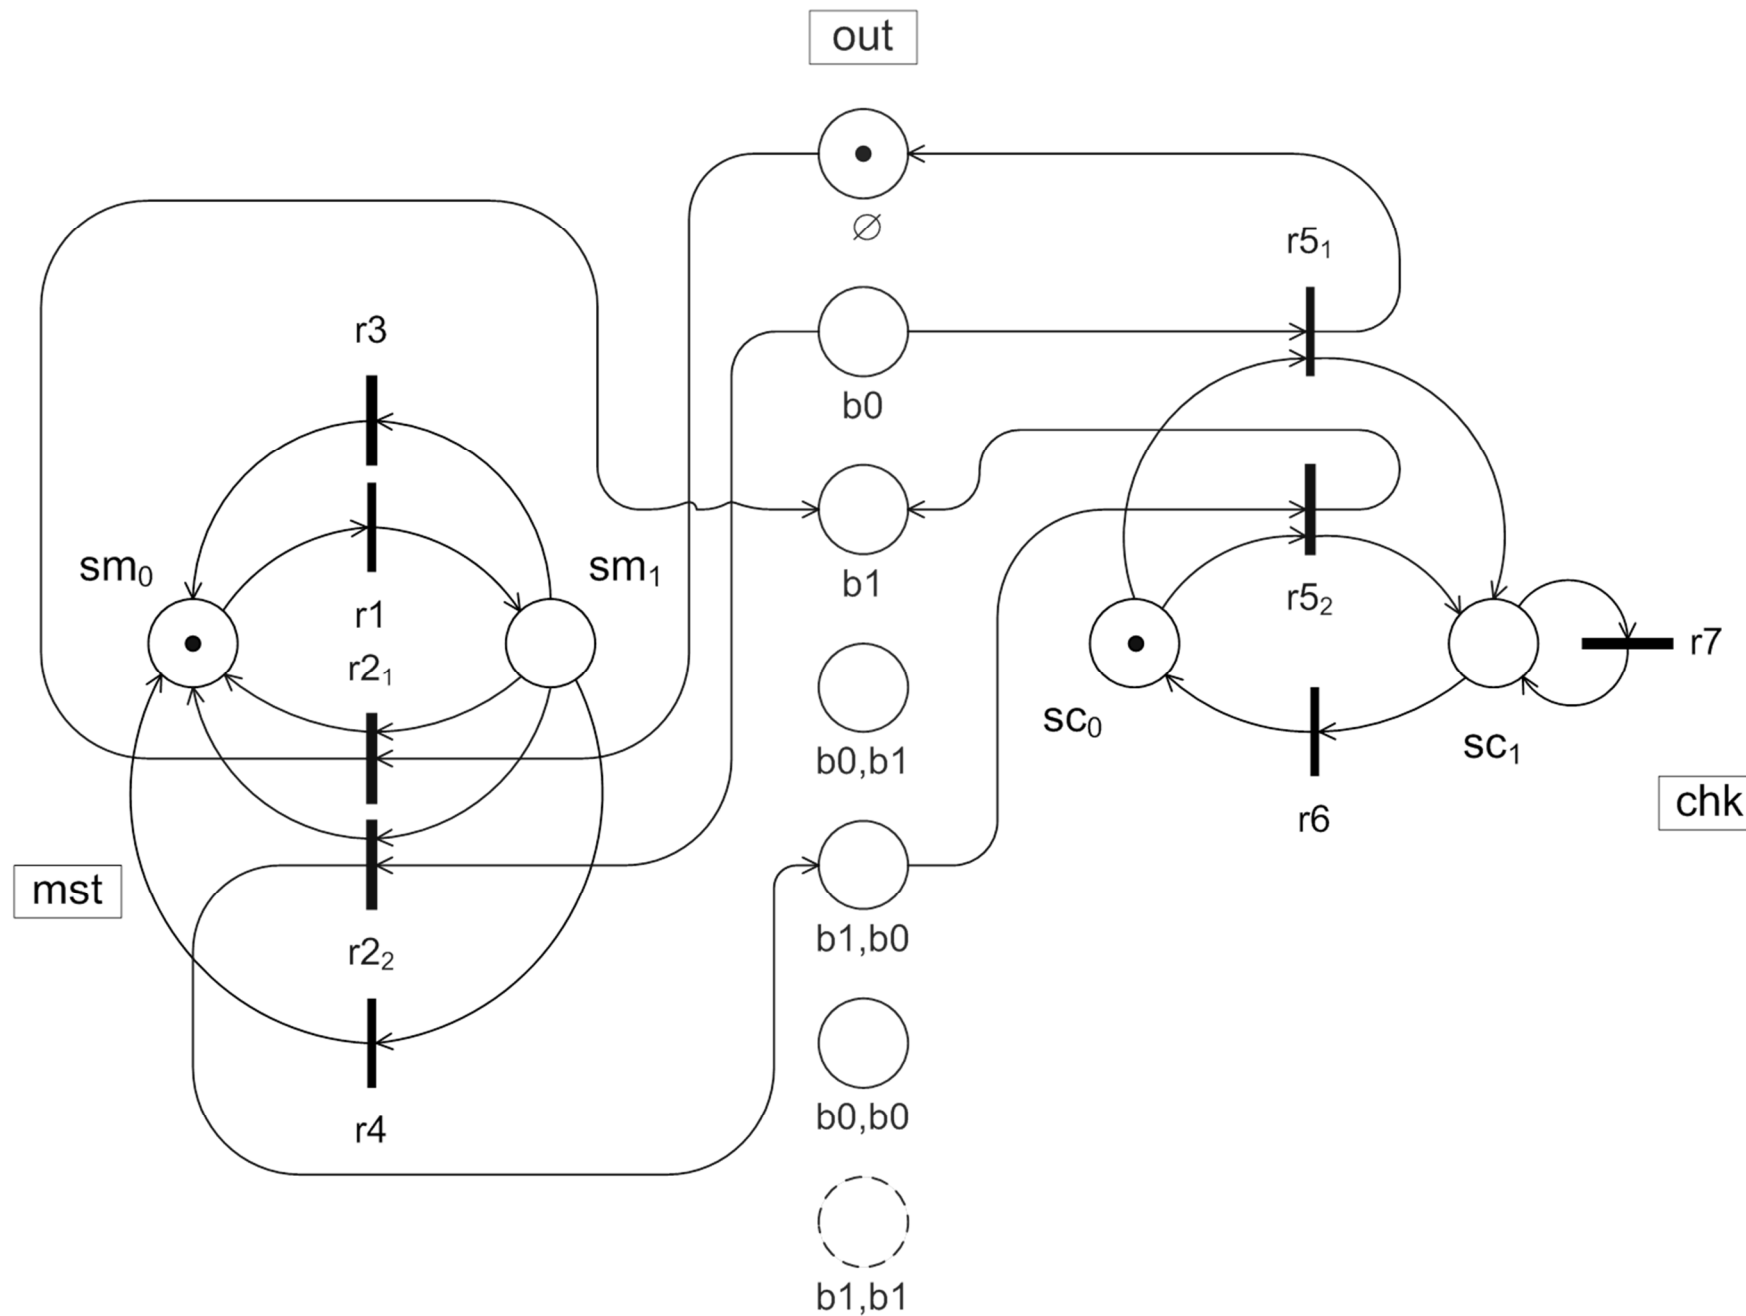 out
∅
r5₁
r3
b0
sm₀
sm₁
b1
r5₂
r1
r2₁
r7
sc₀
sc₁
b0,b1
chk
r6
mst
b1,b0
r2₂
b0,b0
r4
b1,b1